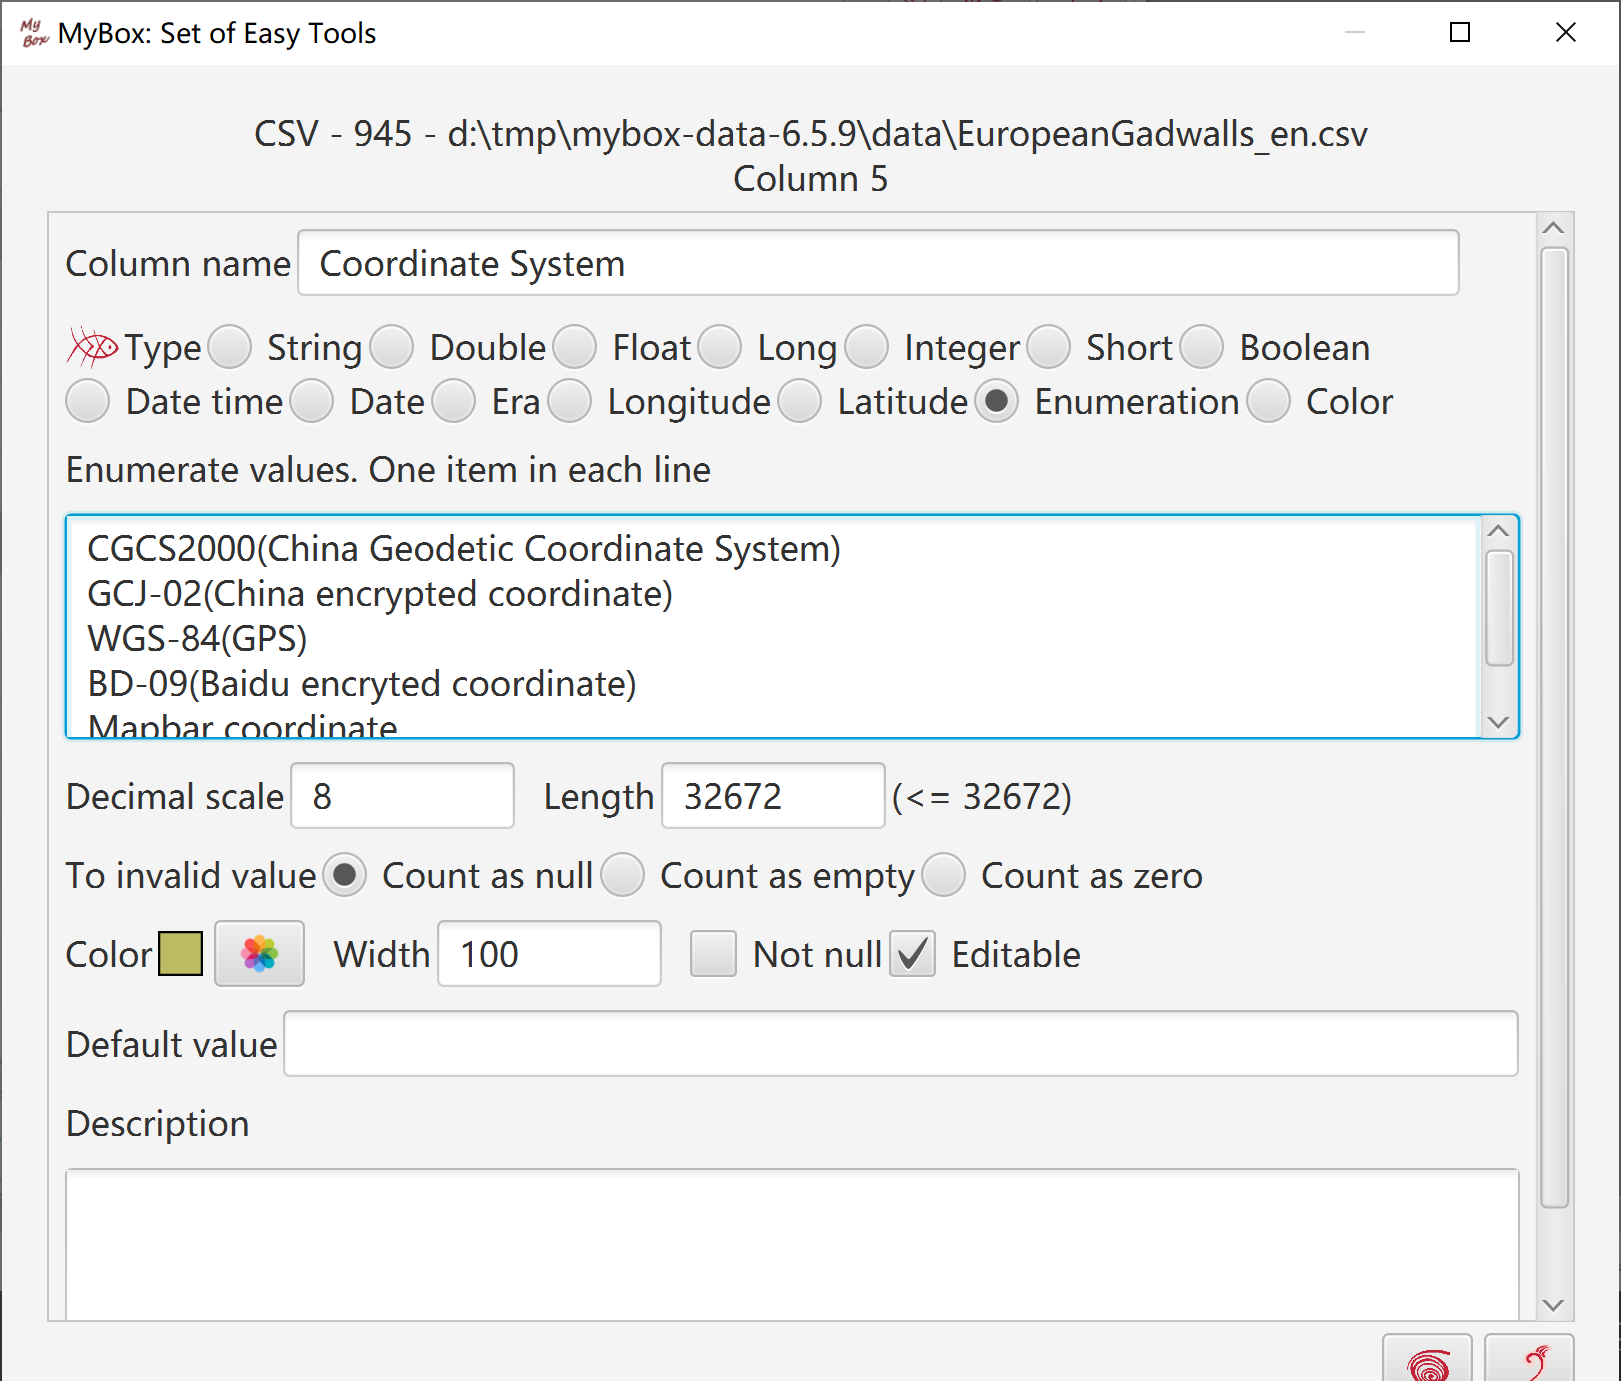 My Box MyBox: Set of Easy Tools
CSV - 945 - d:\tmp\mybox-data-6.5.9\data\EuropeanGadwalls_en.csv
Column 5
Column name Coordinate System
Type String Double Float Long Integer Short Boolean
Date time Date Era Longitude Latitude Enumeration Color
Enumerate values. One item in each line
CGCS2000(China Geodetic Coordinate System)
GCJ-02(China encrypted coordinate)
WGS-84(GPS)
BD-09(Baidu encryted coordinate)
Mapbar coordinate
Decimal scale 8 Length 32672 (<= 32672)
To invalid value Count as null Count as empty Count as zero
Color Width 100 Not null Editable
Default value
Description